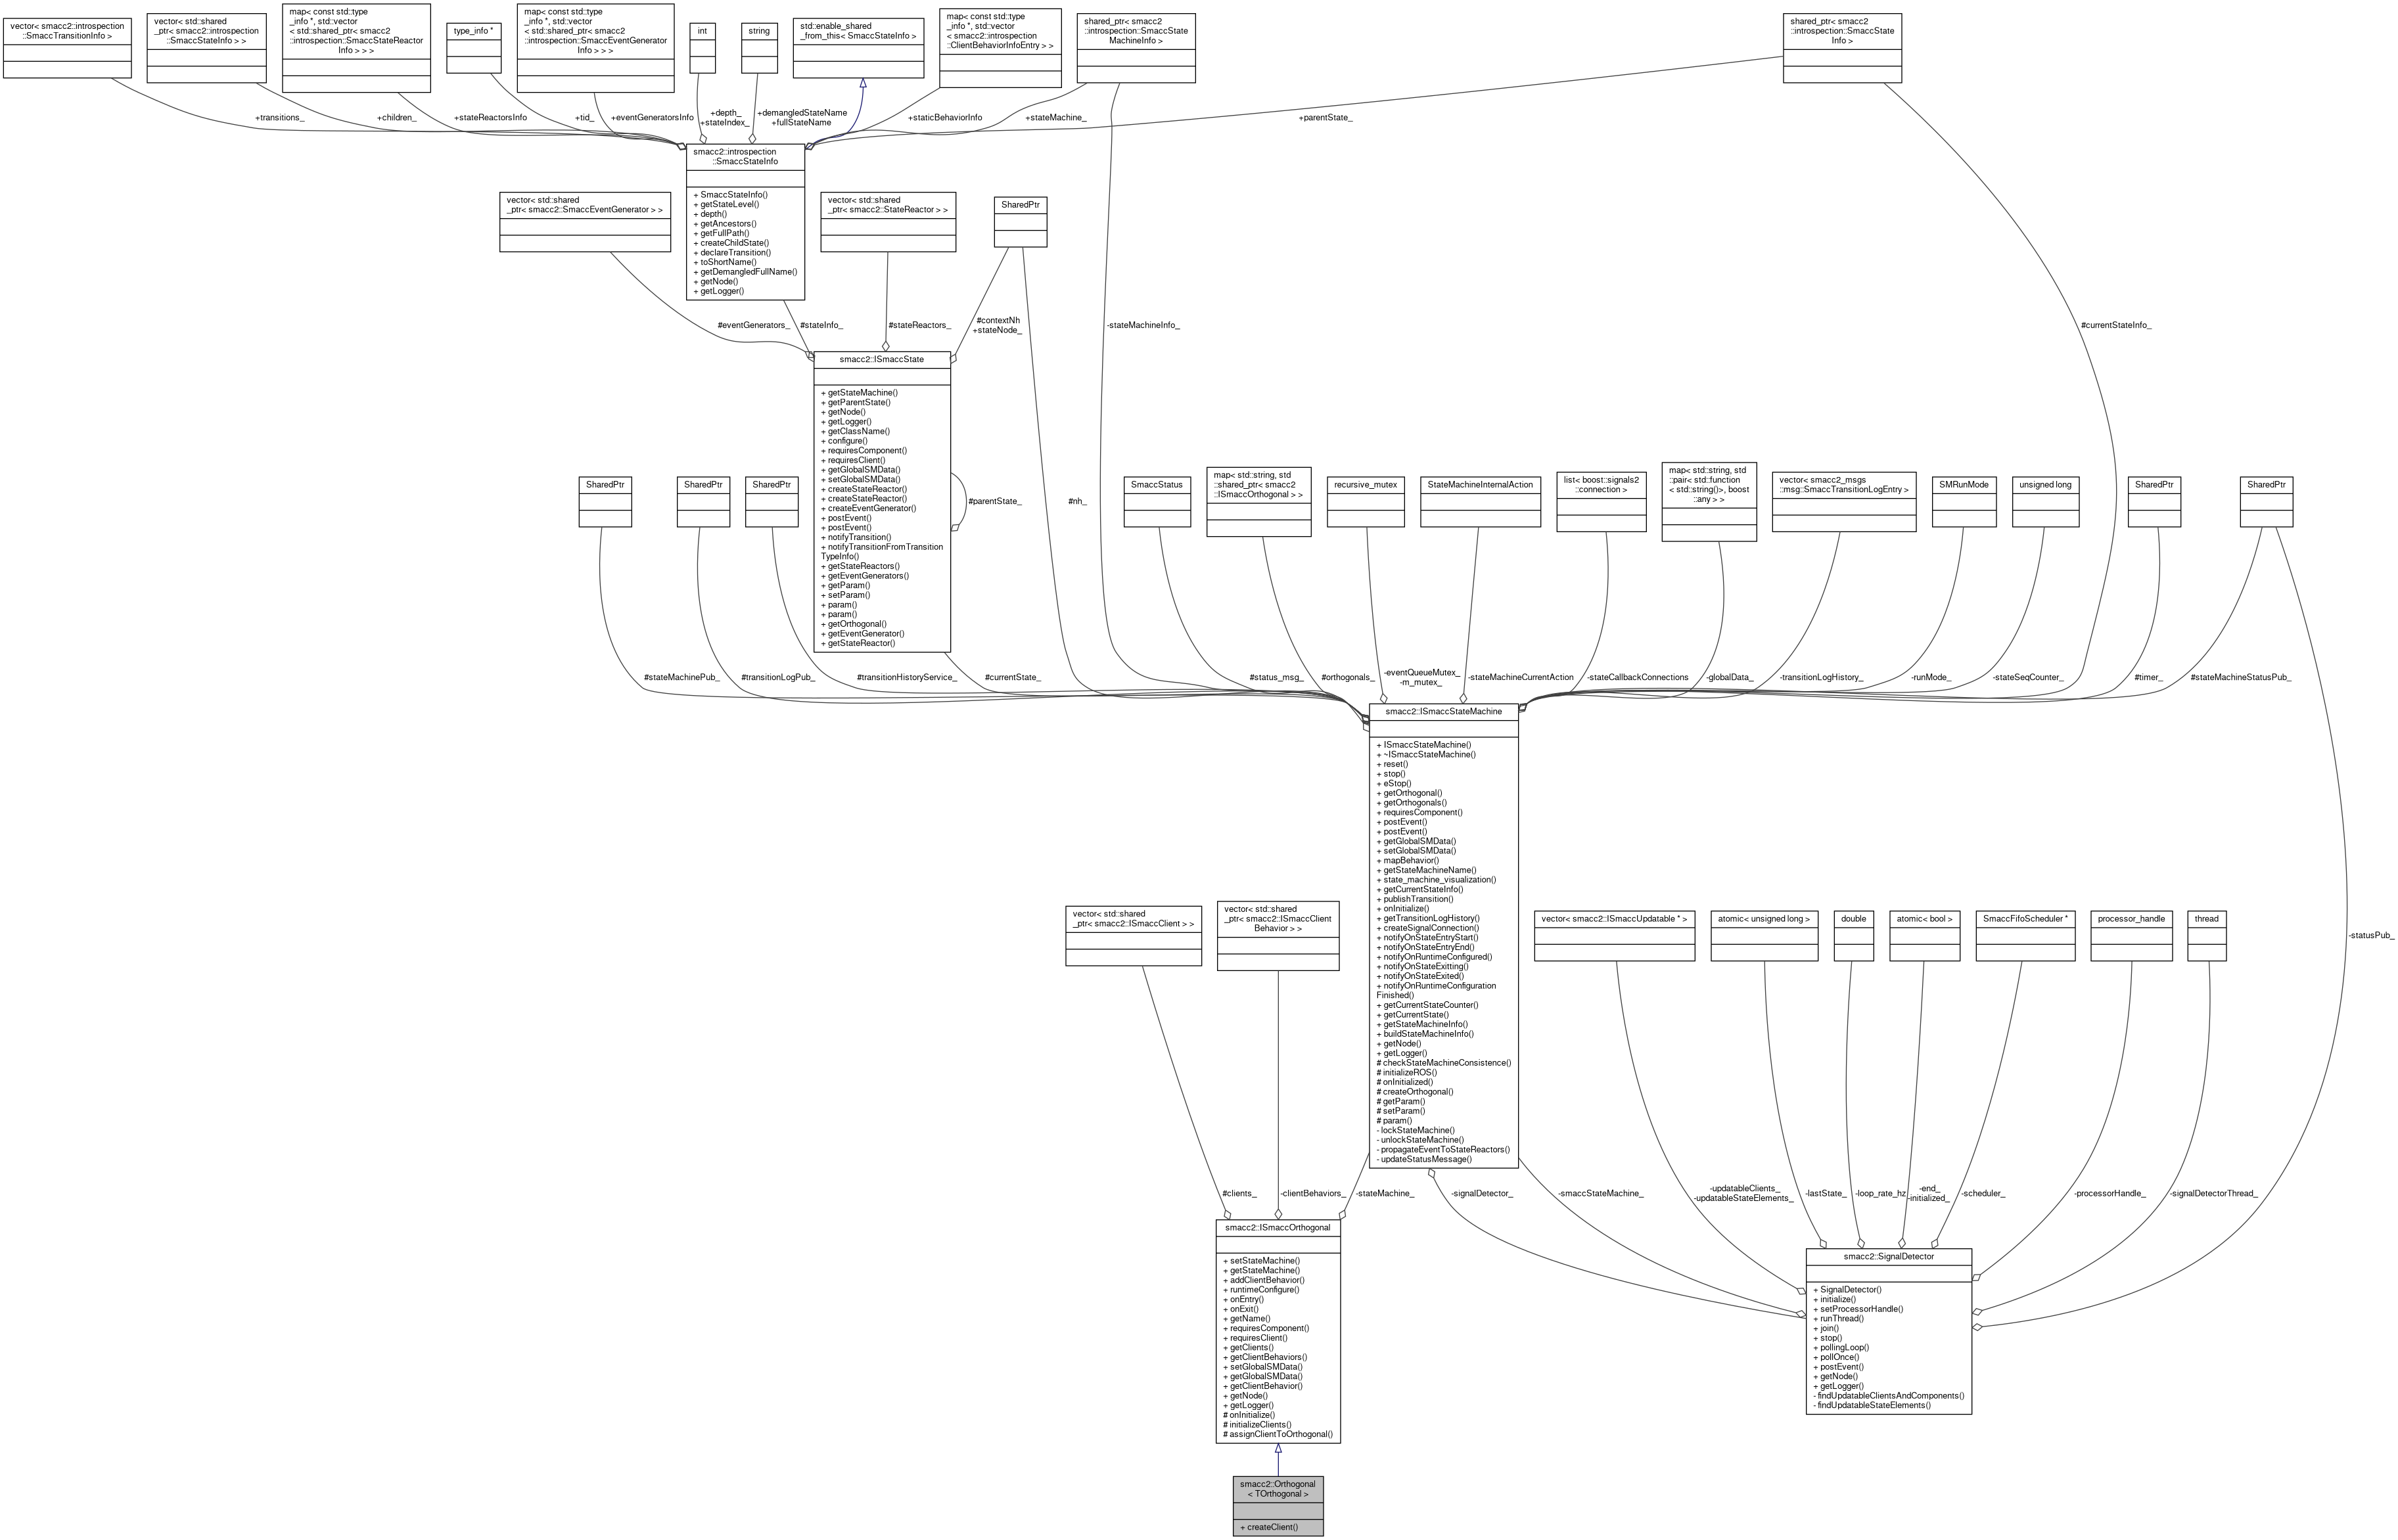 vector< smacc2::introspection
::SmaccTransitionInfo >
vector< std::shared
_ptr< smacc2::introspection
::SmaccStateInfo > >
map< const std::type
_info *, std::vector
< std::shared_ptr< smacc2
::introspection::SmaccStateReactor
Info > > >
type_info *
map< const std::type
_info *, std::vector
< std::shared_ptr< smacc2
::introspection::SmaccEventGenerator
Info > > >
int
string
std::enable_shared
_from_this< SmaccStateInfo >
map< const std::type
_info *, std::vector
< smacc2::introspection
::ClientBehaviorInfoEntry > >
shared_ptr< smacc2
::introspection::SmaccState
MachineInfo >
shared_ptr< smacc2
::introspection::SmaccState
Info >
+transitions_
+children_
+stateReactorsInfo
+tid_
+eventGeneratorsInfo
+depth_
+stateIndex_
+demangledStateName
+fullStateName
+staticBehaviorInfo
+stateMachine_
+parentState_
smacc2::introspection
::SmaccStateInfo
+ SmaccStateInfo()
+ getStateLevel()
+ depth()
+ getAncestors()
+ getFullPath()
+ createChildState()
+ declareTransition()
+ toShortName()
+ getDemangledFullName()
+ getNode()
+ getLogger()
vector< std::shared
_ptr< smacc2::SmaccEventGenerator > >
vector< std::shared
_ptr< smacc2::StateReactor > >
SharedPtr
#eventGenerators_
#stateInfo_
#stateReactors_
#contextNh
+stateNode_
-stateMachineInfo_
#currentStateInfo_
smacc2::ISmaccState
+ getStateMachine()
+ getParentState()
+ getNode()
+ getLogger()
+ getClassName()
+ configure()
+ requiresComponent()
+ requiresClient()
+ getGlobalSMData()
+ setGlobalSMData()
+ createStateReactor()
+ createStateReactor()
+ createEventGenerator()
+ postEvent()
+ postEvent()
+ notifyTransition()
+ notifyTransitionFromTransition
TypeInfo()
+ getStateReactors()
+ getEventGenerators()
+ getParam()
+ setParam()
+ param()
+ param()
+ getOrthogonal()
+ getEventGenerator()
+ getStateReactor()
#parentState_
#nh_
SharedPtr
SharedPtr
SharedPtr
SmaccStatus
map< std::string, std
::shared_ptr< smacc2
::ISmaccOrthogonal > >
recursive_mutex
StateMachineInternalAction
list< boost::signals2
::connection >
map< std::string, std
::pair< std::function
< std::string()>, boost
::any > >
vector< smacc2_msgs
::msg::SmaccTransitionLogEntry >
SMRunMode
unsigned long
SharedPtr
SharedPtr
#stateMachinePub_
#transitionLogPub_
#transitionHistoryService_
#currentState_
#status_msg_
#orthogonals_
-eventQueueMutex_
-m_mutex_
-stateMachineCurrentAction
-stateCallbackConnections
-globalData_
-transitionLogHistory_
-runMode_
-stateSeqCounter_
#timer_
#stateMachineStatusPub_
smacc2::ISmaccStateMachine
+ ISmaccStateMachine()
+ ~ISmaccStateMachine()
+ reset()
+ stop()
+ eStop()
+ getOrthogonal()
+ getOrthogonals()
+ requiresComponent()
+ postEvent()
+ postEvent()
+ getGlobalSMData()
+ setGlobalSMData()
+ mapBehavior()
+ getStateMachineName()
+ state_machine_visualization()
+ getCurrentStateInfo()
+ publishTransition()
+ onInitialize()
+ getTransitionLogHistory()
+ createSignalConnection()
+ notifyOnStateEntryStart()
+ notifyOnStateEntryEnd()
+ notifyOnRuntimeConfigured()
+ notifyOnStateExitting()
+ notifyOnStateExited()
+ notifyOnRuntimeConfiguration
Finished()
+ getCurrentStateCounter()
+ getCurrentState()
+ getStateMachineInfo()
+ buildStateMachineInfo()
+ getNode()
+ getLogger()
# checkStateMachineConsistence()
# initializeROS()
# onInitialized()
# createOrthogonal()
# getParam()
# setParam()
# param()
- lockStateMachine()
- unlockStateMachine()
- propagateEventToStateReactors()
- updateStatusMessage()
vector< std::shared
_ptr< smacc2::ISmaccClient > >
vector< std::shared
_ptr< smacc2::ISmaccClient
Behavior > >
vector< smacc2::ISmaccUpdatable * >
atomic< unsigned long >
double
atomic< bool >
SmaccFifoScheduler *
processor_handle
thread
-statusPub_
#clients_
-clientBehaviors_
-stateMachine_
-signalDetector_
-smaccStateMachine_
-updatableClients_
-updatableStateElements_
-lastState_
-loop_rate_hz
-end_
-initialized_
-scheduler_
-processorHandle_
-signalDetectorThread_
smacc2::ISmaccOrthogonal
+ setStateMachine()
+ getStateMachine()
+ addClientBehavior()
+ runtimeConfigure()
+ onEntry()
+ onExit()
+ getName()
+ requiresComponent()
+ requiresClient()
+ getClients()
+ getClientBehaviors()
+ setGlobalSMData()
+ getGlobalSMData()
+ getClientBehavior()
+ getNode()
+ getLogger()
# onInitialize()
# initializeClients()
# assignClientToOrthogonal()
smacc2::SignalDetector
+ SignalDetector()
+ initialize()
+ setProcessorHandle()
+ runThread()
+ join()
+ stop()
+ pollingLoop()
+ pollOnce()
+ postEvent()
+ getNode()
+ getLogger()
- findUpdatableClientsAndComponents()
- findUpdatableStateElements()
smacc2::Orthogonal
< TOrthogonal >
+ createClient()